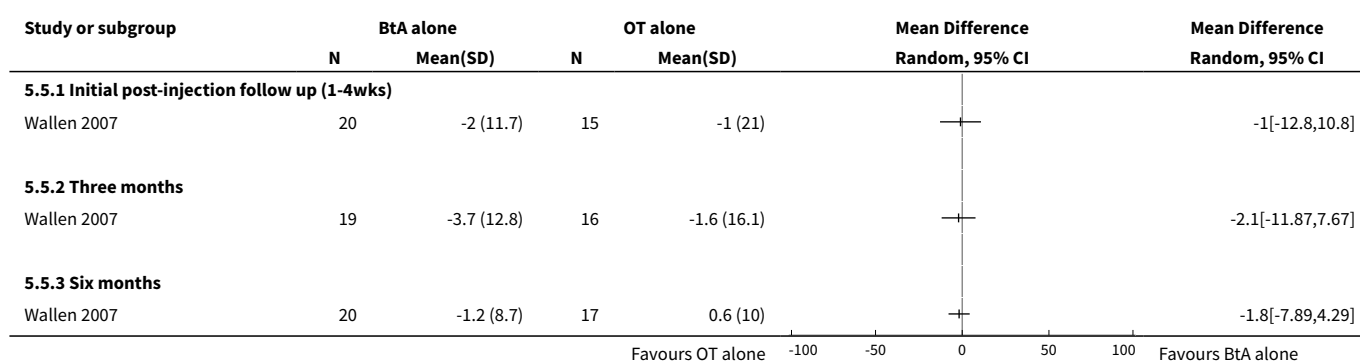 Study or subgroup BtA alone OT alone Mean Difference Mean Difference
N Mean(SD) N Mean(SD) Random, 95% CI Random, 95% CI
5.5.1 Initial post-injection follow up (1-4wks)
Wallen 2007 20 -2 (11.7) 15 -1 (21) -1[-12.8,10.8]
5.5.2 Three months
Wallen 2007 19 -3.7 (12.8) 16 -1.6 (16.1) -2.1[-11.87,7.67]
5.5.3 Six months
Wallen 2007 20 -1.2 (8.7) 17 0.6 (10) -1.8[-7.89,4.29]
Favours OT alone -100 -50 0 50 100 Favours BtA alone